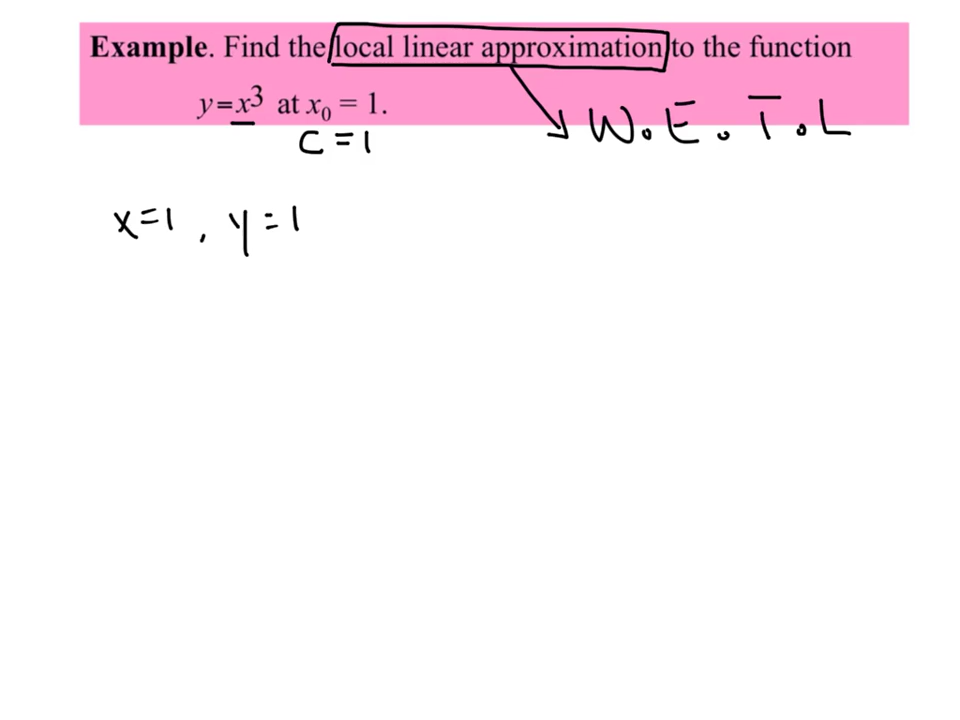 Example. Find the local linear approximation to the function
y=x³ at x₀ = 1.
W.E.T.L
c=1
x=1, y=1